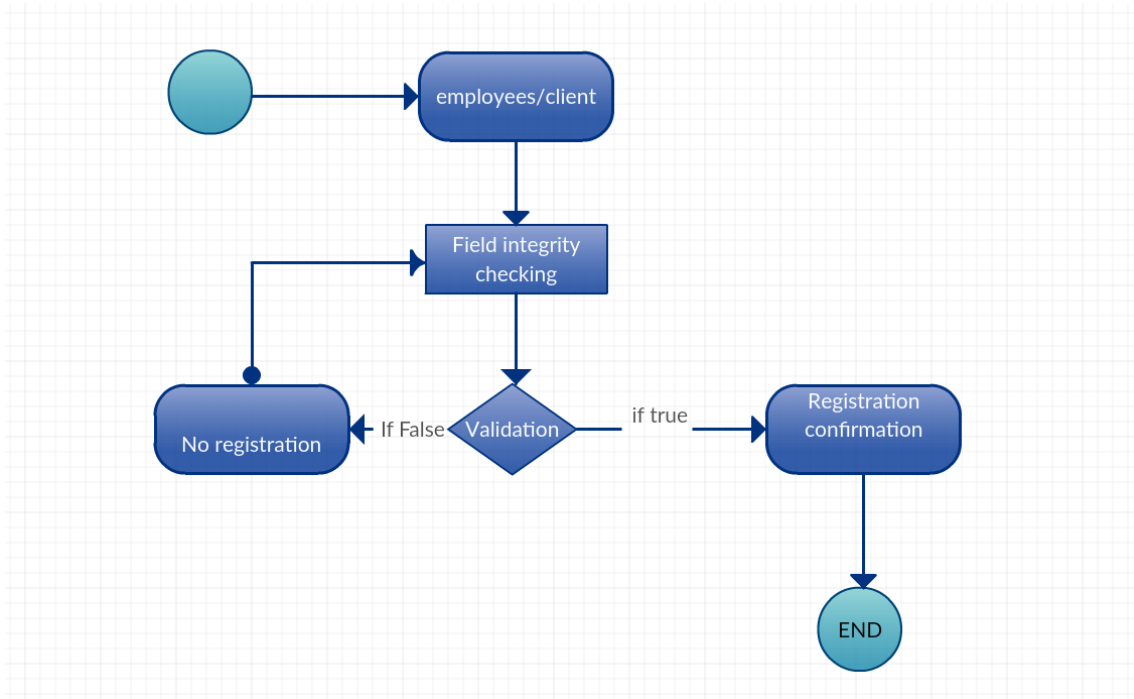 employees/client
Field integrity
checking
If False
Validation
if true
Registration
confirmation
No registration
END